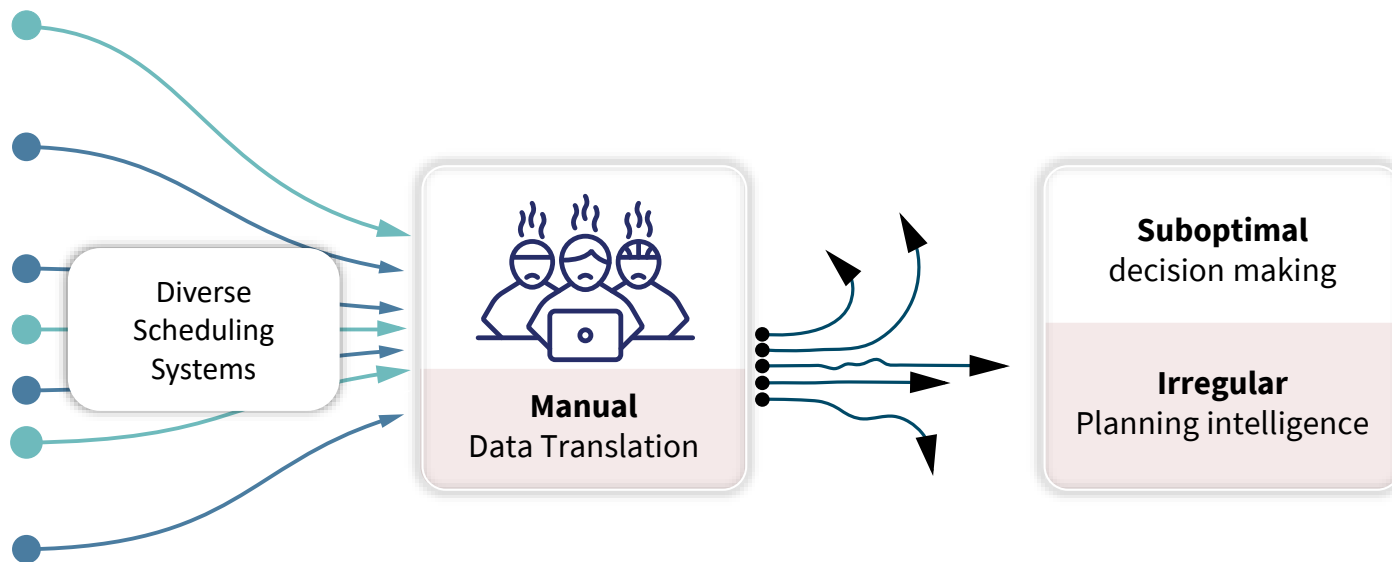 Diverse
Scheduling
Systems
Manual
Data Translation
Suboptimal
decision making
Irregular
Planning intelligence